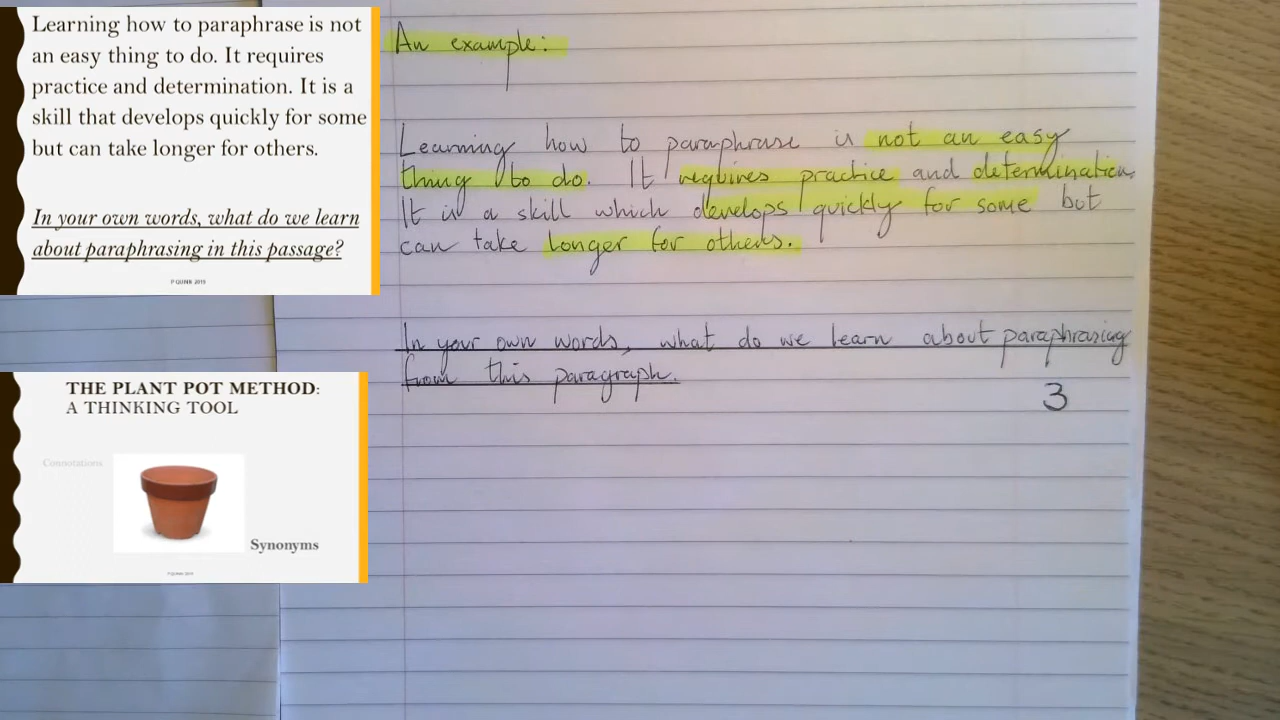 Learning how to paraphrase is not
an easy thing to do. It requires
practice and determination. It is a
skill that develops quickly for some
but can take longer for others.
In your own words, what do we learn
about paraphrasing in this passage?
P QUINN 2019
THE PLANT POT METHOD:
A THINKING TOOL
Connotations
Synonyms
P QUINN 2019
An example:
Learning how to paraphrase is not an easy
thing to do. It requires practice and determination.
It is a skill which develops quickly for some but
can take longer for others.
In your own words, what do we learn about paraphrasing
from this paragraph.
3